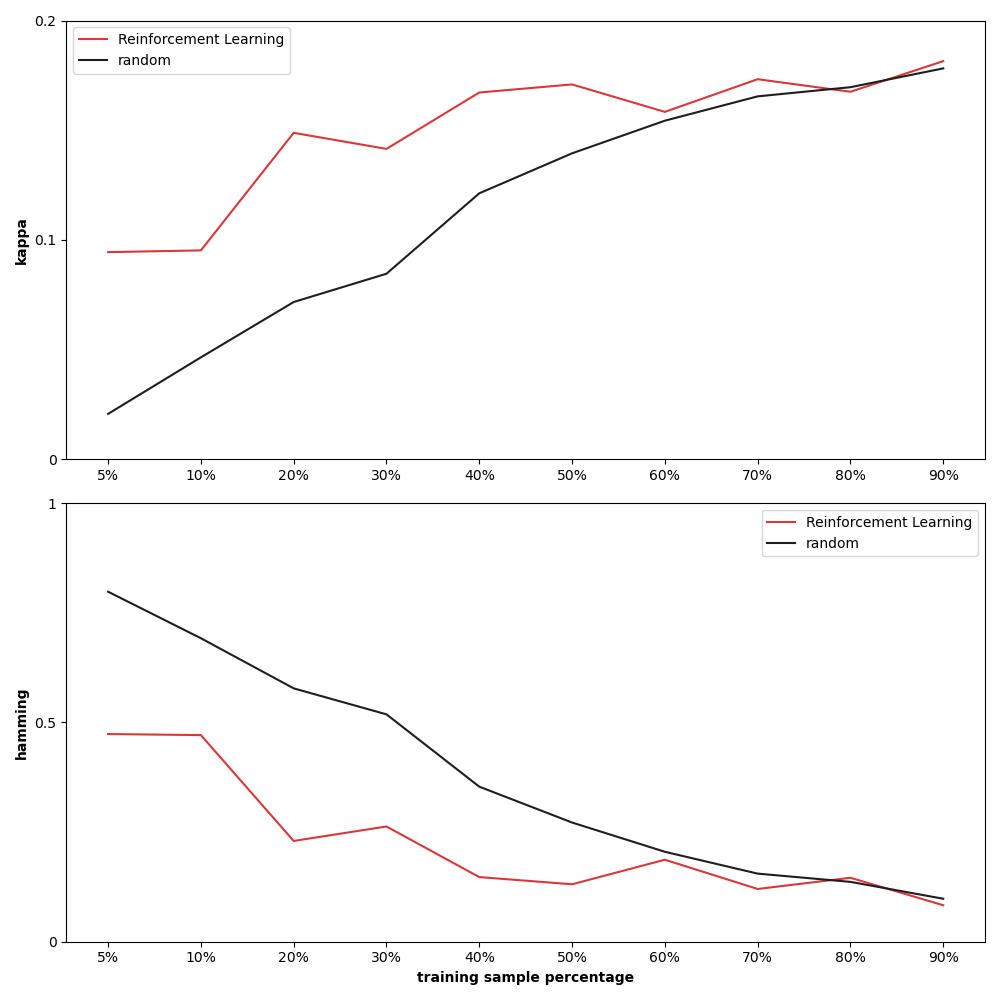 0.2
Reinforcement Learning
random
0.1
kappa
0
5% 10% 20% 30% 40% 50% 60% 70% 80% 90%
1
Reinforcement Learning
random
0.5
hamming
0
5% 10% 20% 30% 40% 50% 60% 70% 80% 90%
training sample percentage